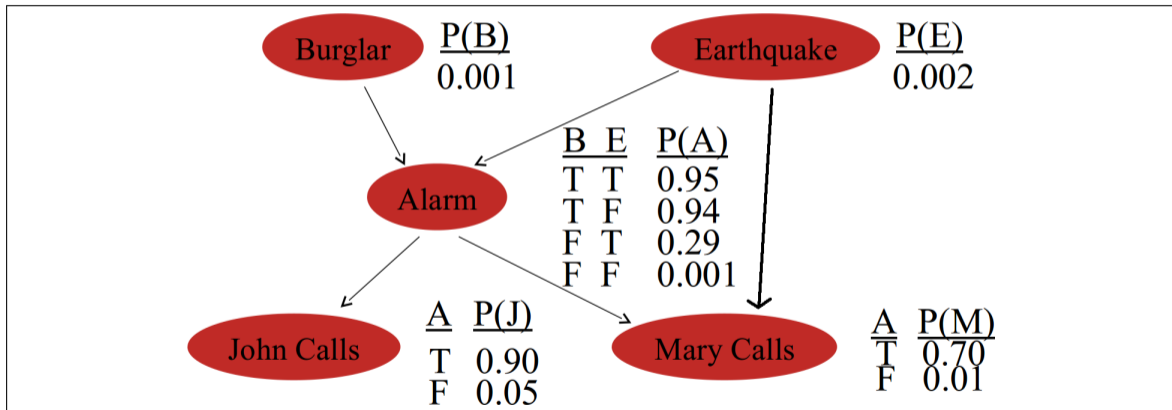 Burglar
P(B)
0.001
Earthquake
P(E)
0.002
B E P(A)
T T 0.95
T F 0.94
F T 0.29
F F 0.001
Alarm
John Calls
A P(J)
T 0.90
F 0.05
Mary Calls
A P(M)
T 0.70
F 0.01